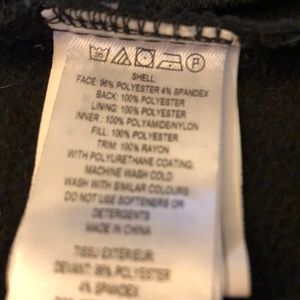 SHELL:
FACE: 96% POLYESTER 4% SPANDEX
BACK: 100% POLYESTER
LINING: 100% POLYESTER
INNER: 100% POLYAMIDE/NYLON
FILL: 100% POLYESTER
TRIM: 100% RAYON
WITH POLYURETHANE COATING.
MACHINE WASH COLD
WASH WITH SIMILAR COLOURS
DO NOT USE SOFTENERS OR
DETERGENTS
MADE IN CHINA
TISSU EXTÉRIEUR
DEVANT: 96% POLYESTER
4% SPANDEX